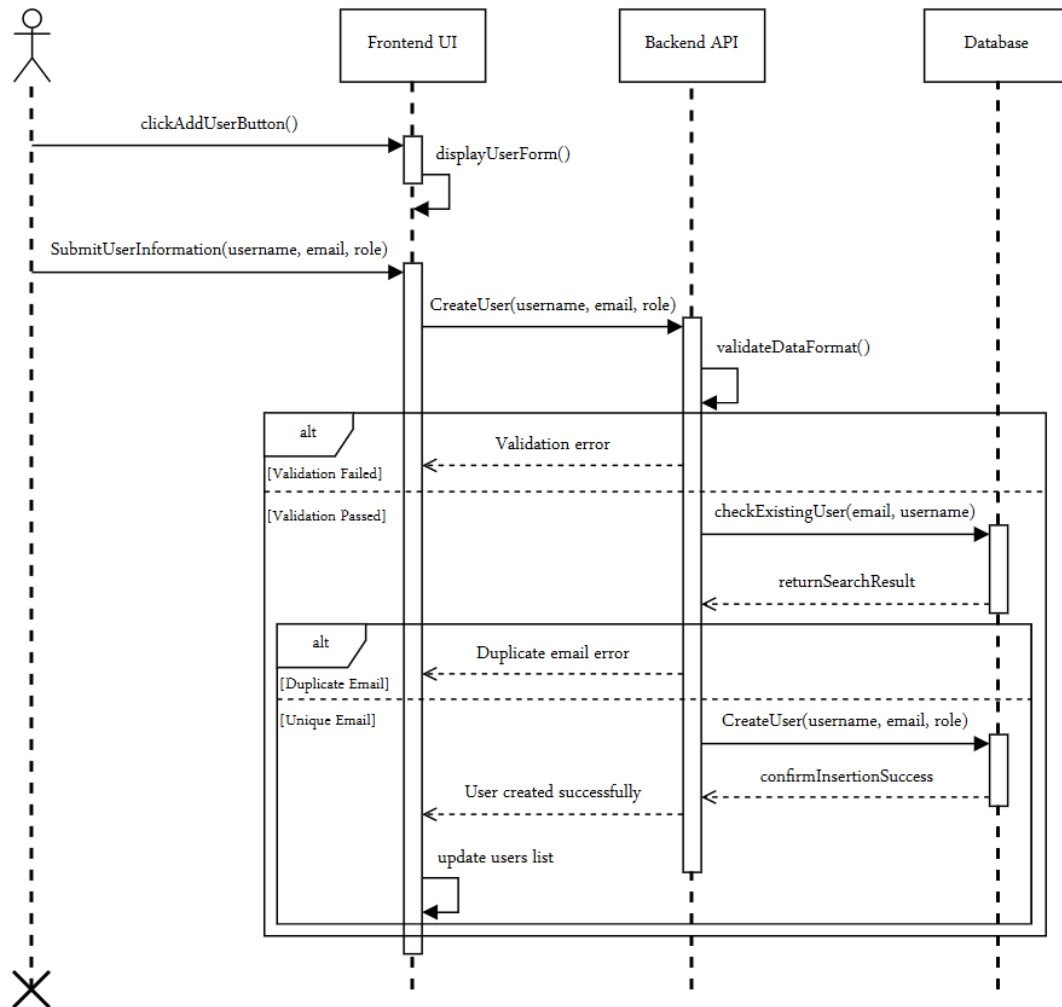 Frontend UI
Backend API
Database
clickAddUserButton()
displayUserForm()
SubmitUserInformation(username, email, role)
CreateUser(username, email, role)
validateDataFormat()
alt
Validation error
[Validation Failed]
[Validation Passed]
checkExistingUser(email, username)
returnSearchResult
alt
Duplicate email error
[Duplicate Email]
[Unique Email]
CreateUser(username, email, role)
confirmInsertionSuccess
User created successfully
update users list